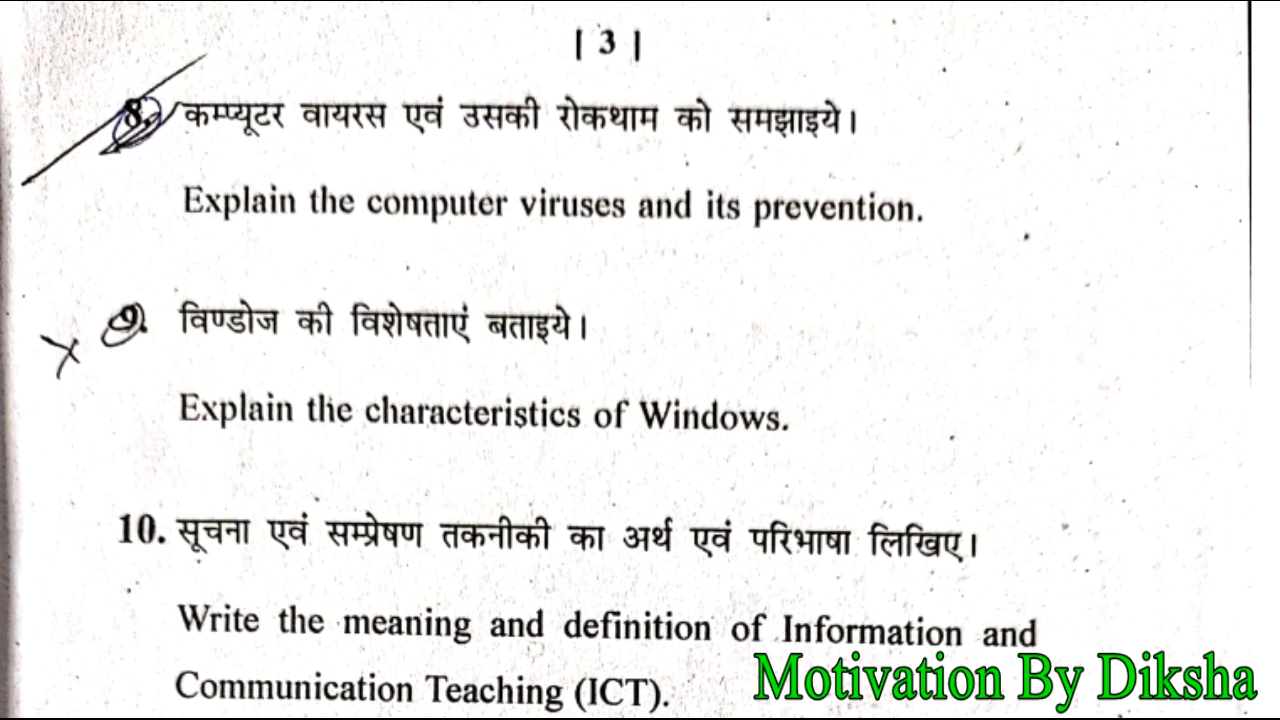 | 3 |
8. कम्प्यूटर वायरस एवं उसकी रोकथाम को समझाइये।
Explain the computer viruses and its prevention.
9. विण्डोज की विशेषताएं बताइये।
Explain the characteristics of Windows.
10. सूचना एवं सम्प्रेषण तकनीकी का अर्थ एवं परिभाषा लिखिए।
Write the meaning and definition of Information and
Communication Teaching (ICT).
Motivation By Diksha